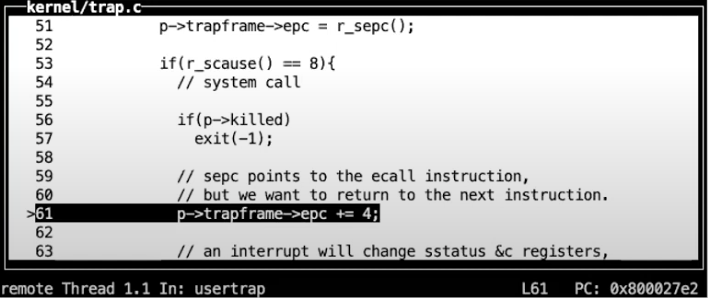 kernel/trap.c
51 p->trapframe->epc = r_sepc();
52
53 if(r_scause() == 8){
54 // system call
55
56 if(p->killed)
57 exit(-1);
58
59 // sepc points to the ecall instruction,
60 // but we want to return to the next instruction.
>61 p->trapframe->epc += 4;
62
63 // an interrupt will change sstatus &c registers,
remote Thread 1.1 In: usertrap L61 PC: 0x800027e2